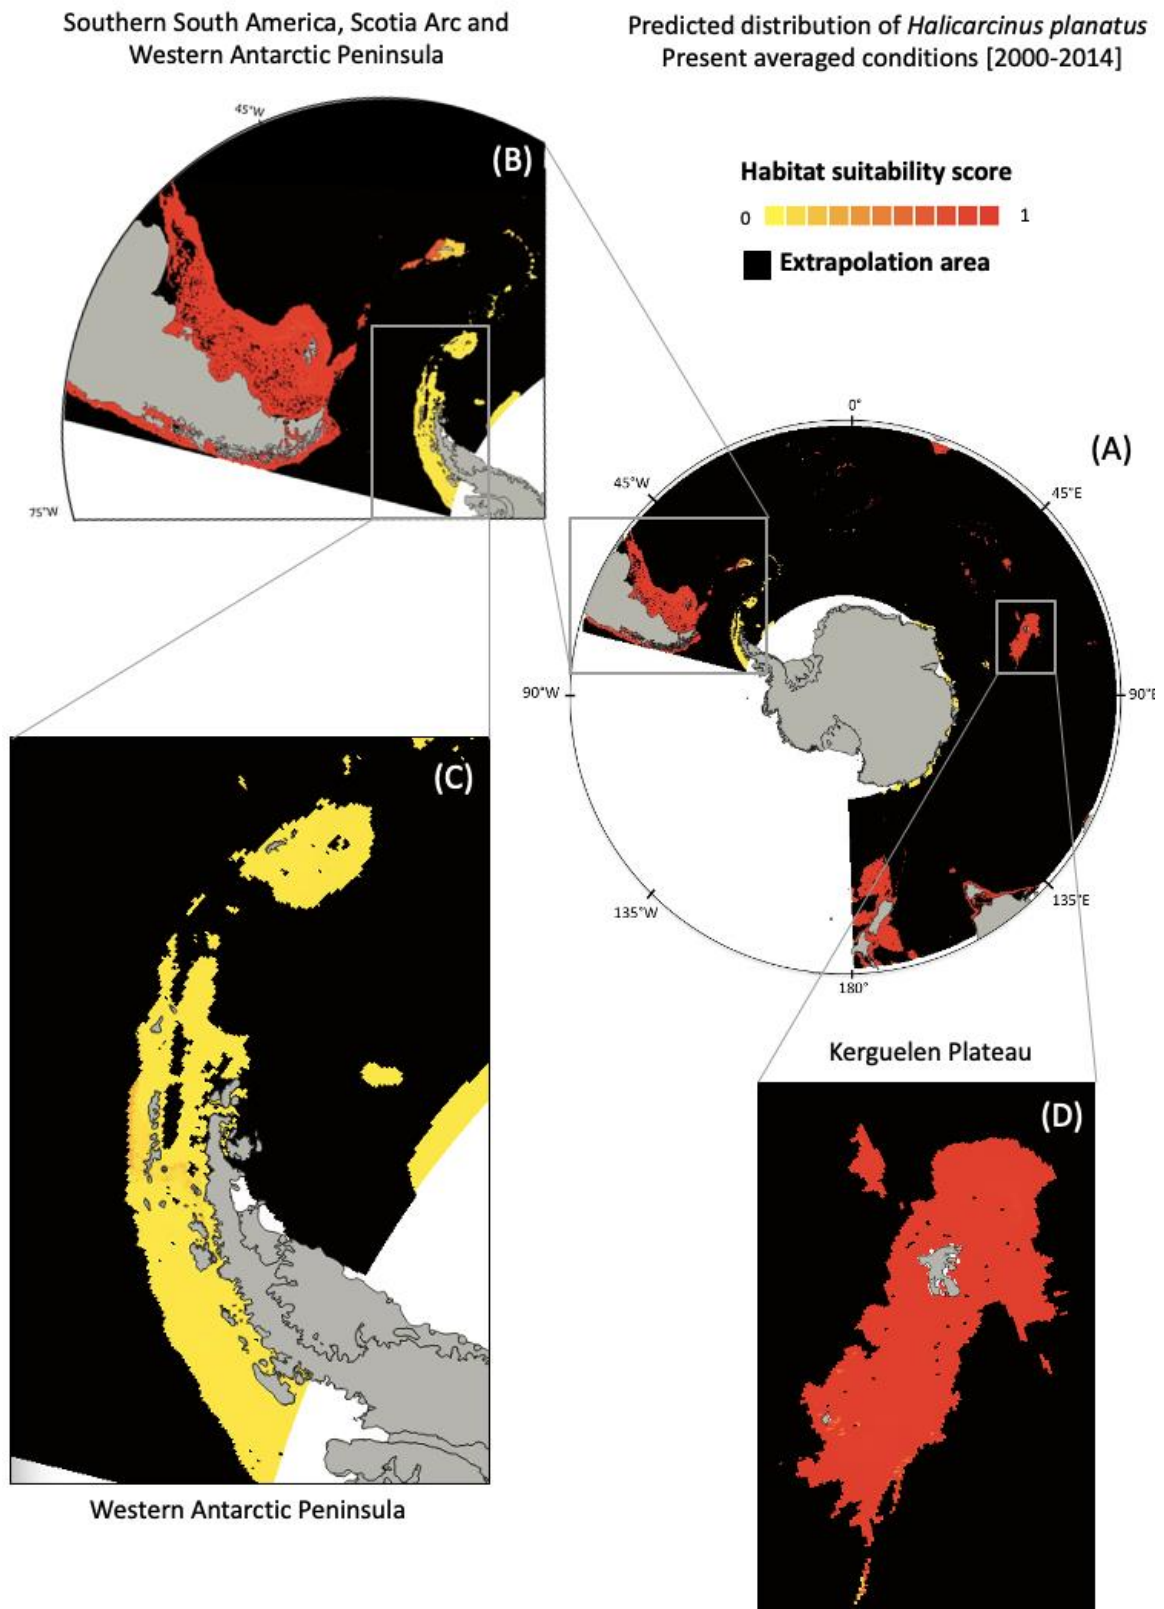 Southern South America, Scotia Arc and
Western Antarctic Peninsula
Predicted distribution of Halicarcinus planatus
Present averaged conditions [2000-2014]
45°W
(B)
Habitat suitability score
0
1
Extrapolation area
75°W
0°
(A)
45°W
45°E
90°W
90°E
(C)
135°W
135°E
180°
Kerguelen Plateau
(D)
Western Antarctic Peninsula